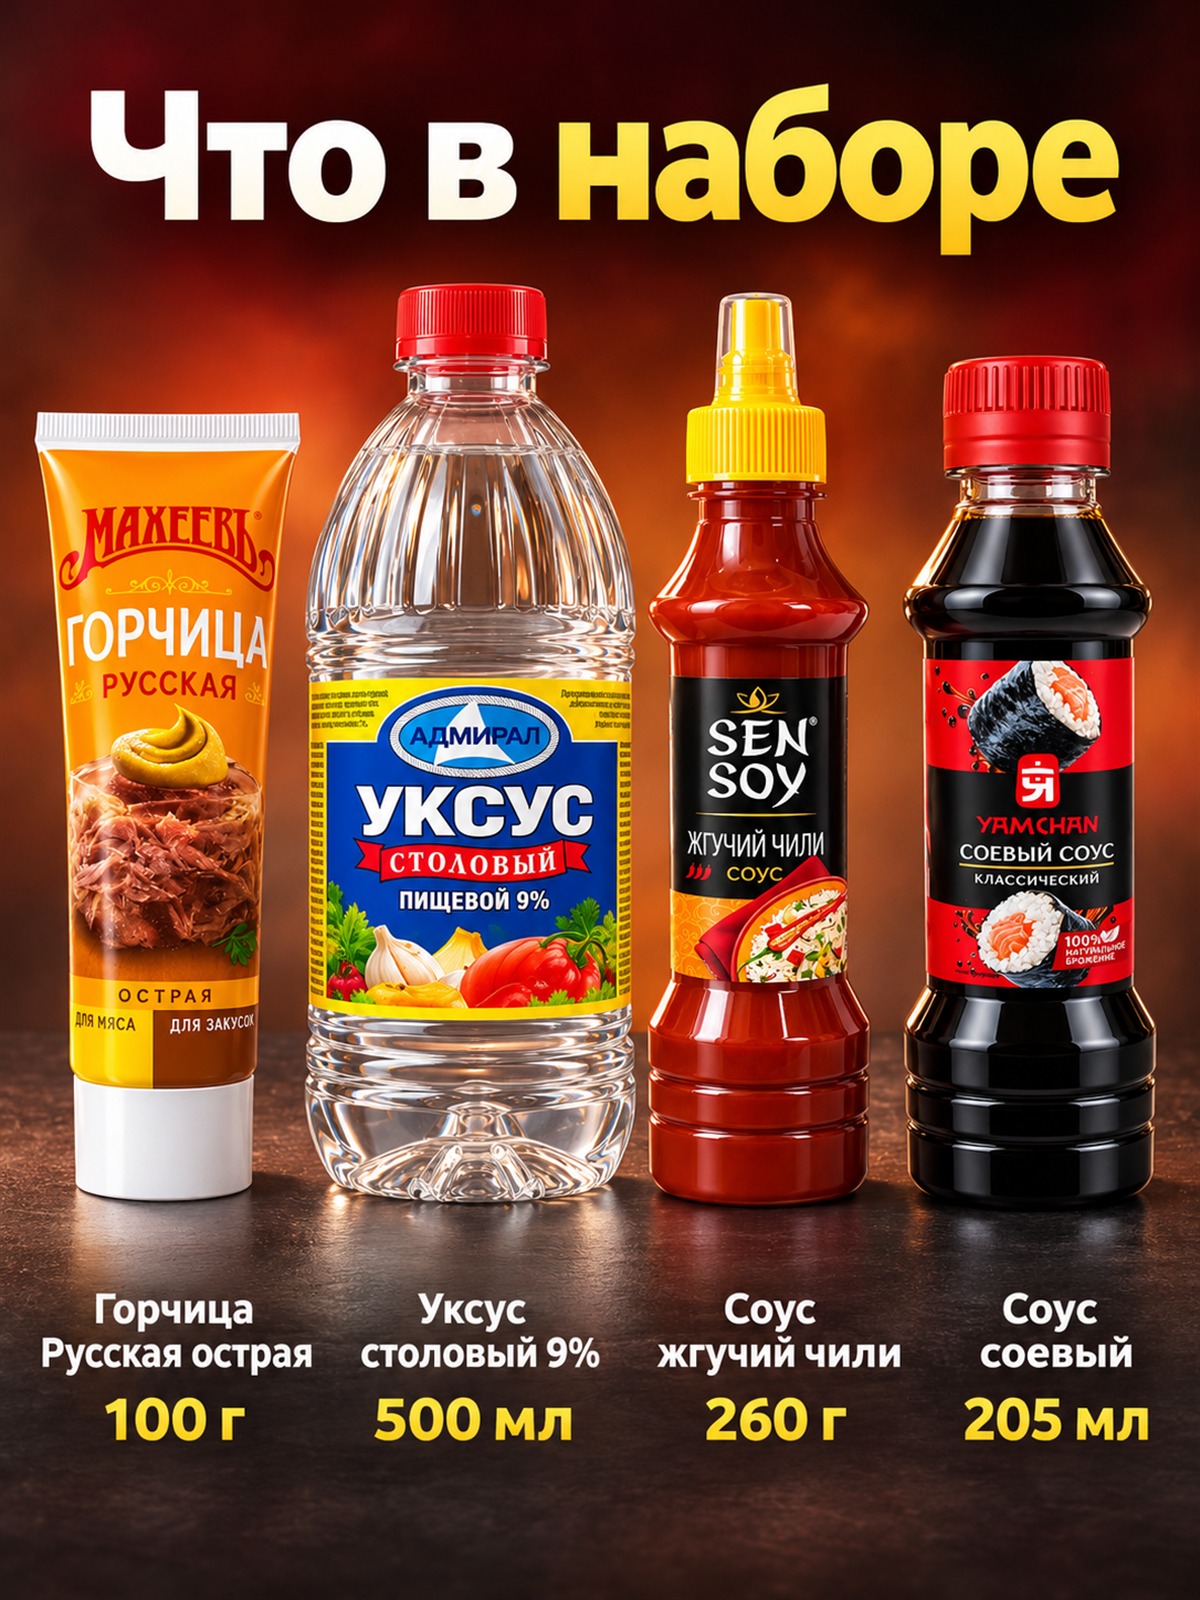 Что в наборе
МАХЕЕВЪ®
ГОРЧИЦА
РУССКАЯ
ОСТРАЯ
ДЛЯ МЯСА
ДЛЯ ЗАКУСОК
АДМИРАЛ
УКСУС
СТОЛОВЫЙ
ПИЩЕВОЙ 9%
SEN®
SOY
ЖГУЧИЙ ЧИЛИ
СОУС
YAMCHAN
СОЕВЫЙ СОУС
КЛАССИЧЕСКИЙ
100%
НАТУРАЛЬНОЕ
БРОЖЕНИЕ
Горчица
Русская острая
100 г
Уксус
столовый 9%
500 мл
Соус
жгучий чили
260 г
Соус
соевый
205 мл